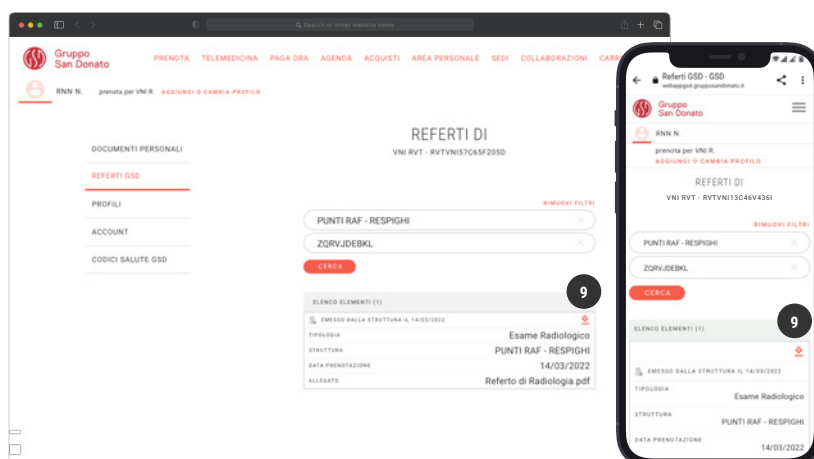 Search or enter website name
Gruppo
San Donato
PRENOTA TELEMEDICINA PAGA ORA AGENDA ACQUISTI AREA PERSONALE SEDI COLLABORAZIONI
RNN N. prenota per VNI R. AGGIUNGI O CAMBIA PROFILO
DOCUMENTI PERSONALI
REFERTI GSD
PROFILI
ACCOUNT
CODICI SALUTE GSD
REFERTI DI
VNI RVT - RVTVNI57C65F205D
RIMUOVI FILTRI
PUNTI RAF - RESPIGHI
ZQRVJDEBKL
CERCA
9
ELENCO ELEMENTI (1)
EMESSO DALLA STRUTTURA IL 14/03/2022
TIPOLOGIA Esame Radiologico
STRUTTURA PUNTI RAF - RESPIGHI
DATA PRENOTAZIONE 14/03/2022
ALLEGATO Referto di Radiologia.pdf
Referti GSD - GSD
webappgsd.grupposandonato.it
Gruppo
San Donato
RNN N.
prenota per VNI R.
AGGIUNGI O CAMBIA PROFILO
REFERTI DI
VNI RVT - RVTVNI13C46V436I
RIMUOVI FILTRI
PUNTI RAF - RESPIGHI
ZQRVJDEBKL
CERCA
9
ELENCO ELEMENTI (1)
EMESSO DALLA STRUTTURA IL 14/03/2022
TIPOLOGIA
Esame Radiologico
STRUTTURA
PUNTI RAF - RESPIGHI
DATA PRENOTAZIONE
14/03/2022